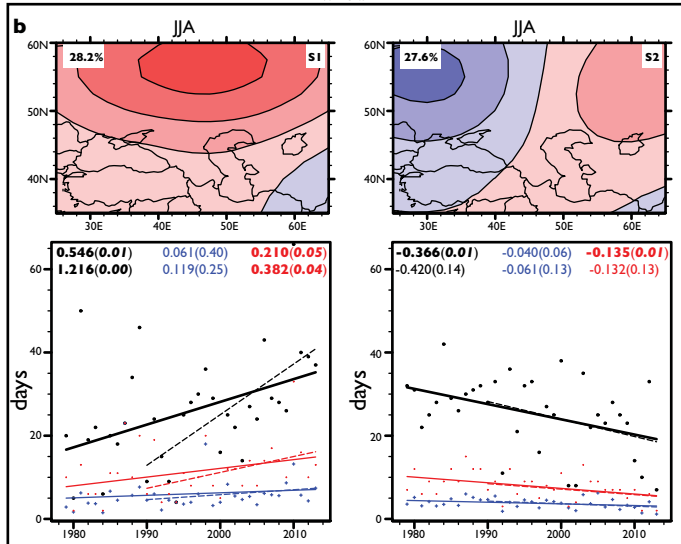 b
JJA
JJA
60N
50N
40N
28.2%
S1
30E
40E
50E
60E
60N
50N
40N
27.6%
S2
30E
40E
50E
60E
0.546(0.01) 0.061(0.40) 0.210(0.05)
1.216(0.00) 0.119(0.25) 0.382(0.04)
days
60
40
20
0
1980 1990 2000 2010
-0.366(0.01) -0.040(0.06) -0.135(0.01)
-0.420(0.14) -0.061(0.13) -0.132(0.13)
days
60
40
20
0
1980 1990 2000 2010